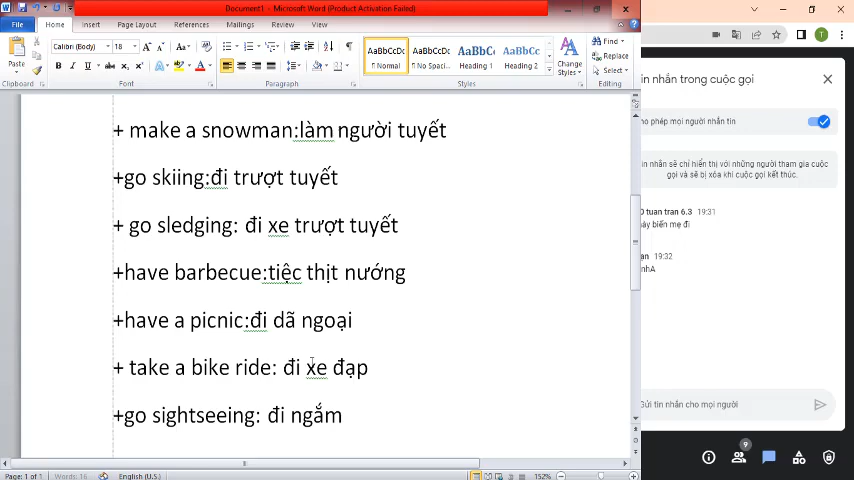 Document1 - Microsoft Word (Product Activation Failed)
File Home Insert Page Layout References Mailings Review View
Calibri (Body) 18
Paste
Clipboard Font Paragraph Styles Editing
AaBbCcDc AaBbCcDc AaBbC AaBbCc
Normal No Spaci... Heading 1 Heading 2
Change Styles
Find
Replace
Select
+ make a snowman:làm người tuyết
+go skiing:đi trượt tuyết
+ go sledging: đi xe trượt tuyết
+have barbecue:tiệc thịt nướng
+have a picnic:đi dã ngoại
+ take a bike ride: đi xe đạp
+go sightseeing: đi ngắm
Page: 1 of 1 Words: 16 English (U.S.) 152%
T
tin nhắn trong cuộc gọi
ho phép mọi người nhắn tin
nhắn sẽ chỉ hiển thị với những người tham gia cuộc
gọi và sẽ bị xóa khi cuộc gọi kết thúc.
tuan tran 6.3 19:31
ày biến mẹ đi
ạn 19:32
nhA
Gửi tin nhắn cho mọi người
9